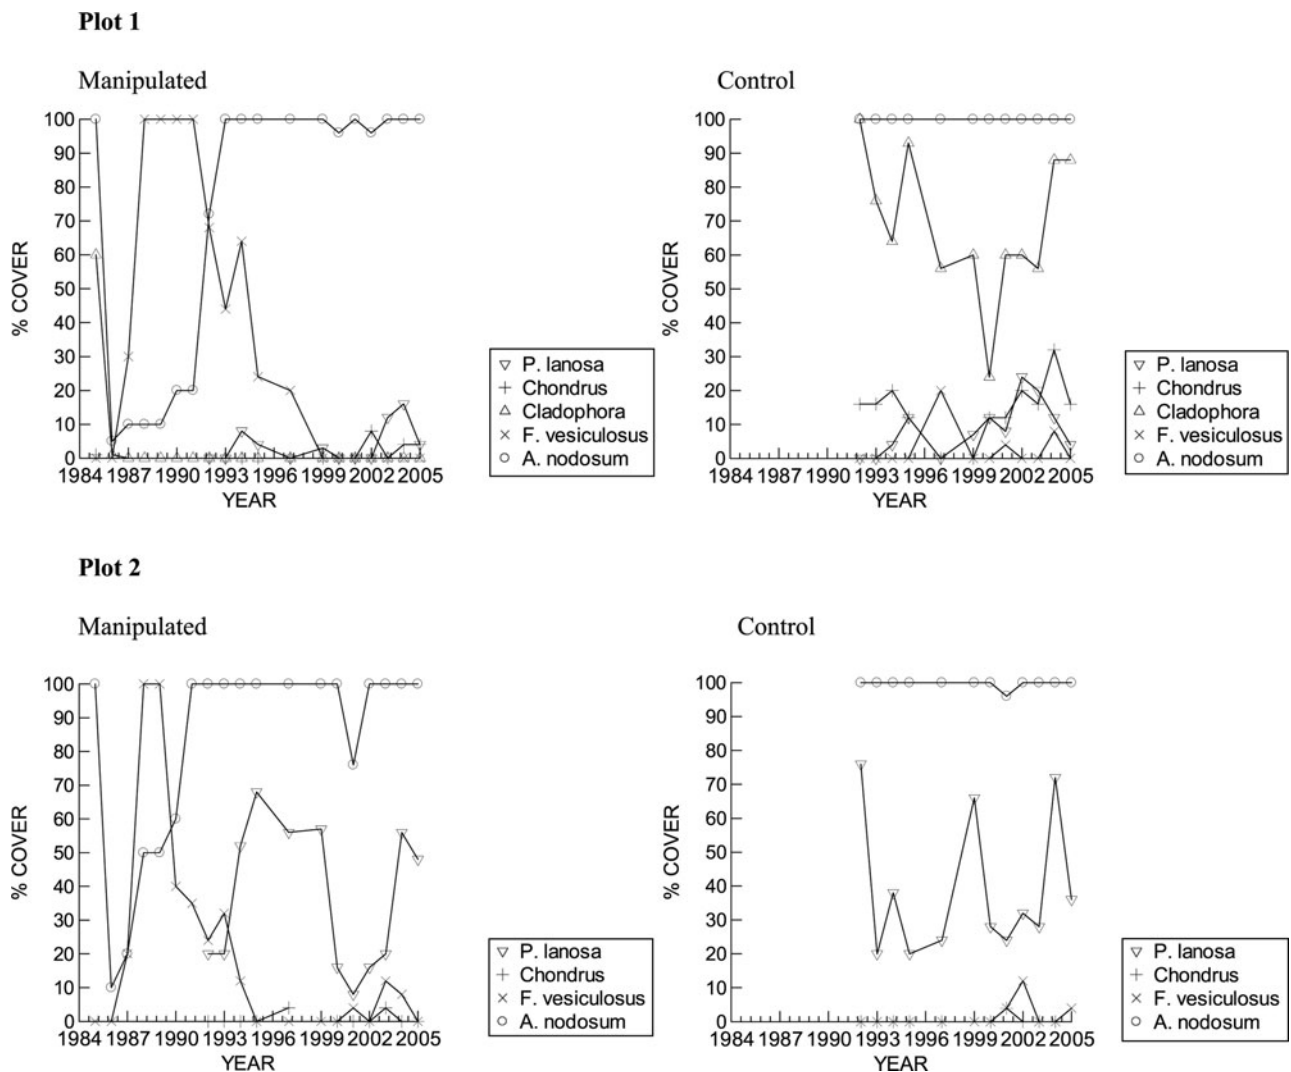 Plot 1
Manipulated
Control
100
90
80
70
60
50
40
30
20
10
0
% COVER
1984 1987 1990 1993 1996 1999 2002 2005
YEAR
P. lanosa
Chondrus
Cladophora
F. vesiculosus
A. nodosum
100
90
80
70
60
50
40
30
20
10
0
% COVER
1984 1987 1990 1993 1996 1999 2002 2005
YEAR
P. lanosa
Chondrus
Cladophora
F. vesiculosus
A. nodosum
Plot 2
Manipulated
Control
100
90
80
70
60
50
40
30
20
10
0
% COVER
1984 1987 1990 1993 1996 1999 2002 2005
YEAR
P. lanosa
Chondrus
F. vesiculosus
A. nodosum
100
90
80
70
60
50
40
30
20
10
0
% COVER
1984 1987 1990 1993 1996 1999 2002 2005
YEAR
P. lanosa
Chondrus
F. vesiculosus
A. nodosum